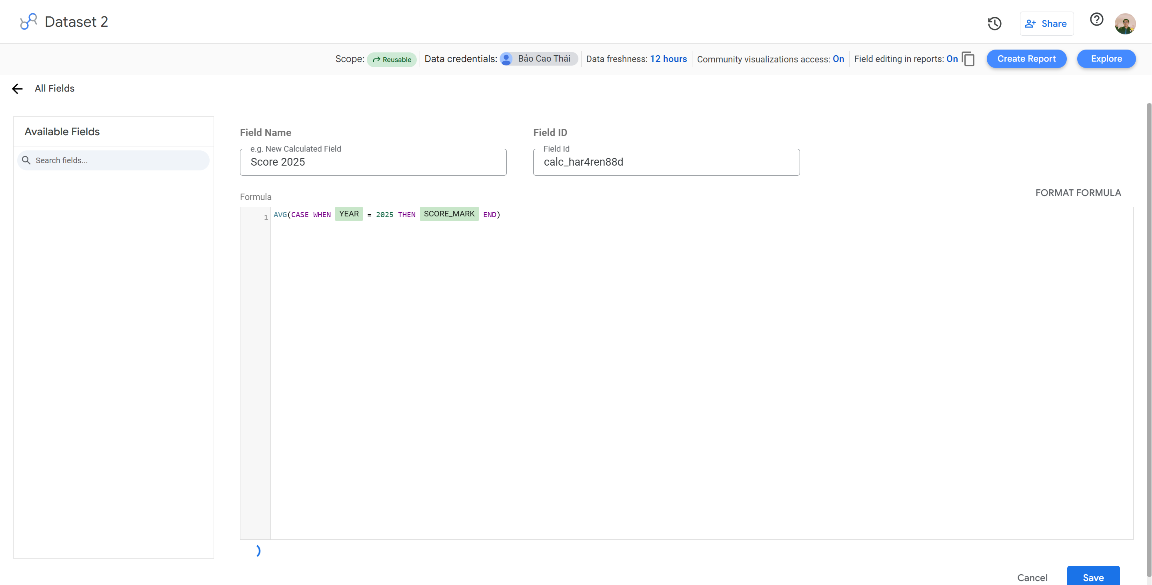 Dataset 2
Share
Scope: Reusable Data credentials: Bảo Cao Thái Data freshness: 12 hours Community visualizations access: On Field editing in reports: On Create Report Explore
All Fields
Available Fields
Search fields...
Field Name
e.g. New Calculated Field
Score 2025
Field ID
Field Id
calc_har4ren88d
Formula
FORMAT FORMULA
1 AVG(CASE WHEN YEAR = 2025 THEN SCORE_MARK END)
Cancel Save